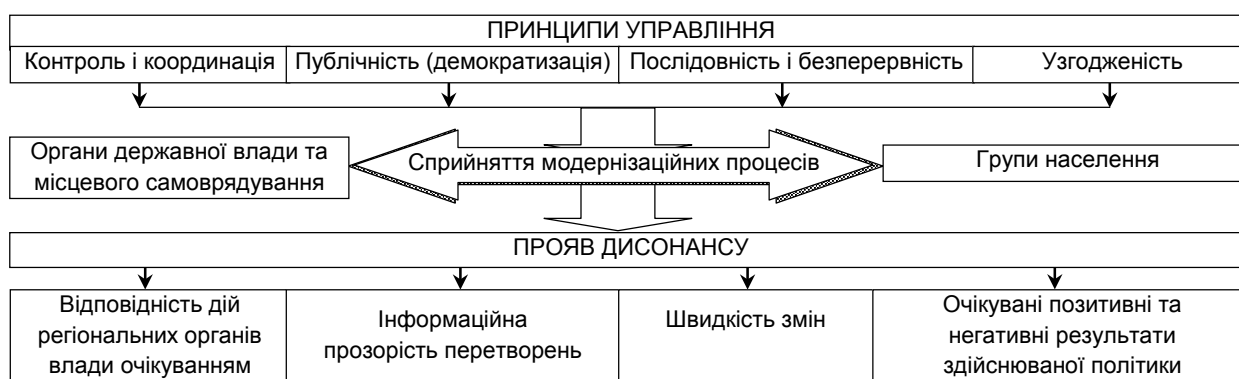 ПРИНЦИПИ УПРАВЛІННЯ
Контроль і координація
Публічність (демократизація)
Послідовність і безперервність
Узгодженість
Органи державної влади та
місцевого самоврядування
Сприйняття модернізаційних процесів
Групи населення
ПРОЯВ ДИСОНАНСУ
Відповідність дій
регіональних органів
влади очікуванням
Інформаційна
прозорість перетворень
Швидкість змін
Очікувані позитивні та
негативні результати
здійснюваної політики